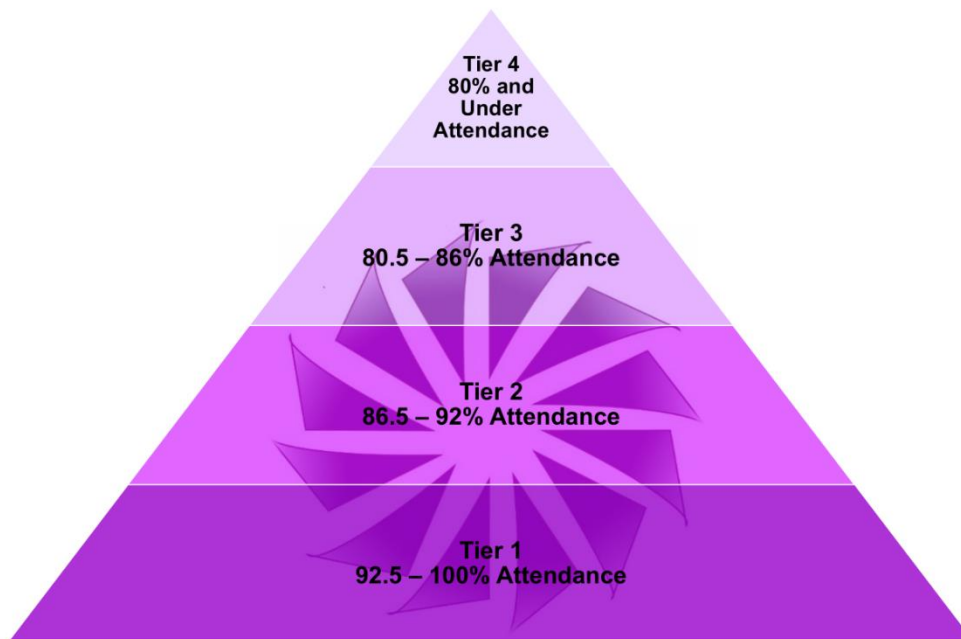 Tier 4
80% and
Under
Attendance
Tier 3
80.5 – 86% Attendance
Tier 2
86.5 – 92% Attendance
Tier 1
92.5 – 100% Attendance